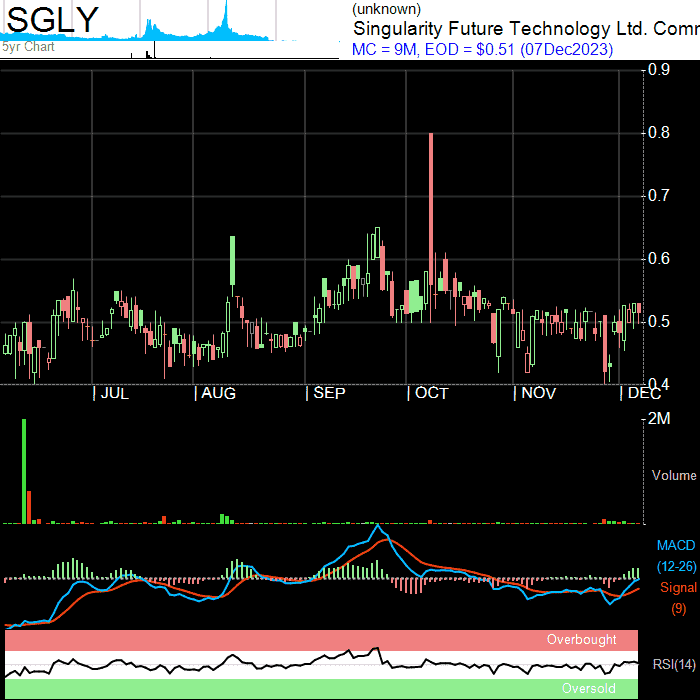 SGLY
5yr Chart
(unknown)
Singularity Future Technology Ltd. Comm
MC = 9M, EOD = $0.51 (07Dec2023)
0.9
0.8
0.7
0.6
0.5
0.4
JUL AUG SEP OCT NOV DEC
2M
Volume
MACD
(12-26)
Signal
(9)
Overbought
RSI(14)
Oversold